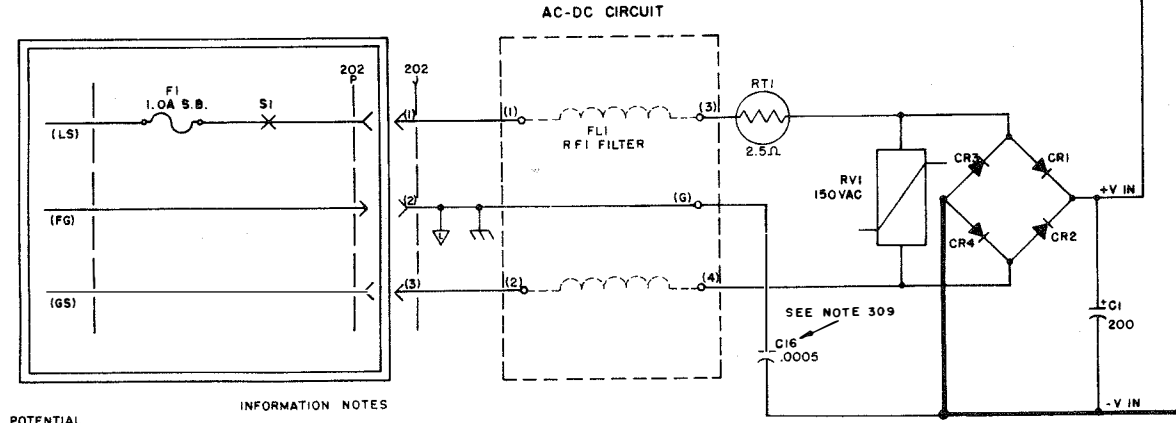 AC-DC CIRCUIT
202
P
202
J
F1
1.0A S.B.
S1
(LS)
(1)
(1)
FL1
RFI FILTER
(3)
RT1
2.5Ω
RV1
150VAC
CR3
CR1
CR4
CR2
+V IN
(FG)
(2)
L
(G)
(GS)
(3)
(2)
(4)
SEE NOTE 309
C16
.0005
+C1
200
-V IN
INFORMATION NOTES
POTENTIAL